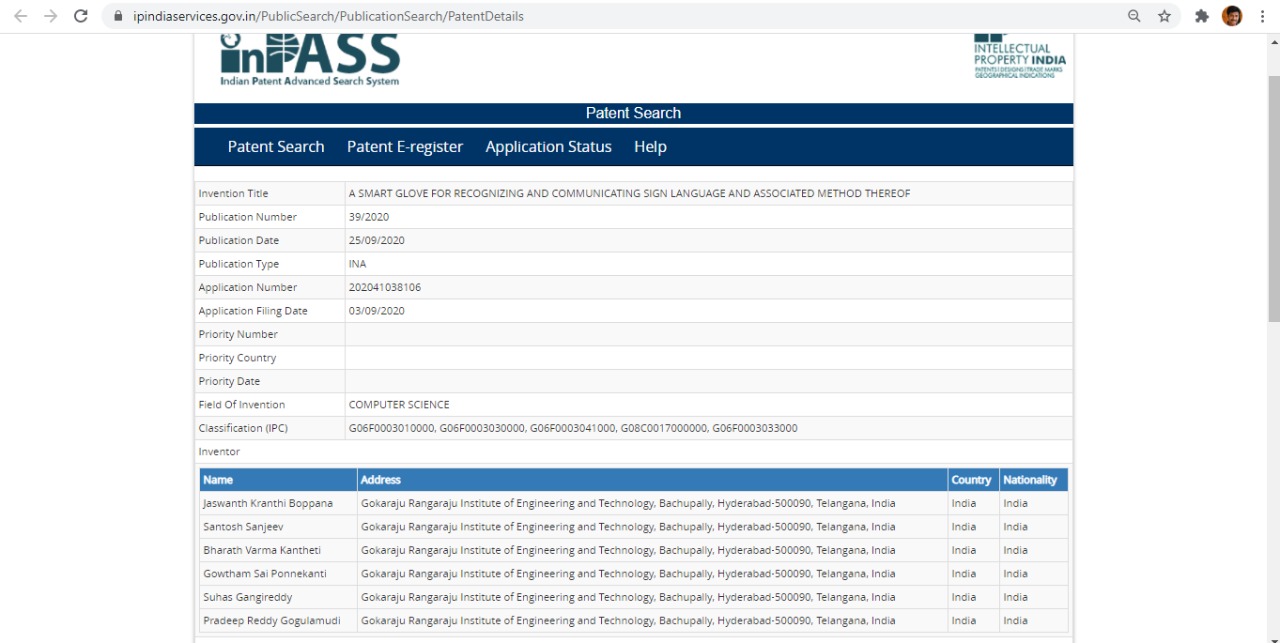 ipindiaservices.gov.in/PublicSearch/PublicationSearch/PatentDetails
inPASS
Indian Patent Advanced Search System
INTELLECTUAL
PROPERTY INDIA
PATENTS | DESIGNS | TRADE MARKS
GEOGRAPHICAL INDICATIONS
Patent Search
Patent Search Patent E-register Application Status Help
Invention Title A SMART GLOVE FOR RECOGNIZING AND COMMUNICATING SIGN LANGUAGE AND ASSOCIATED METHOD THEREOF
Publication Number 39/2020
Publication Date 25/09/2020
Publication Type INA
Application Number 202041038106
Application Filing Date 03/09/2020
Priority Number
Priority Country
Priority Date
Field Of Invention COMPUTER SCIENCE
Classification (IPC) G06F0003010000, G06F0003030000, G06F0003041000, G08C0017000000, G06F0003033000
Inventor
Name Address Country Nationality
Jaswanth Kranthi Boppana Gokaraju Rangaraju Institute of Engineering and Technology, Bachupally, Hyderabad-500090, Telangana, India India India
Santosh Sanjeev Gokaraju Rangaraju Institute of Engineering and Technology, Bachupally, Hyderabad-500090, Telangana, India India India
Bharath Varma Kantheti Gokaraju Rangaraju Institute of Engineering and Technology, Bachupally, Hyderabad-500090, Telangana, India India India
Gowtham Sai Ponnekanti Gokaraju Rangaraju Institute of Engineering and Technology, Bachupally, Hyderabad-500090, Telangana, India India India
Suhas Gangireddy Gokaraju Rangaraju Institute of Engineering and Technology, Bachupally, Hyderabad-500090, Telangana, India India India
Pradeep Reddy Gogulamudi Gokaraju Rangaraju Institute of Engineering and Technology, Bachupally, Hyderabad-500090, Telangana, India India India